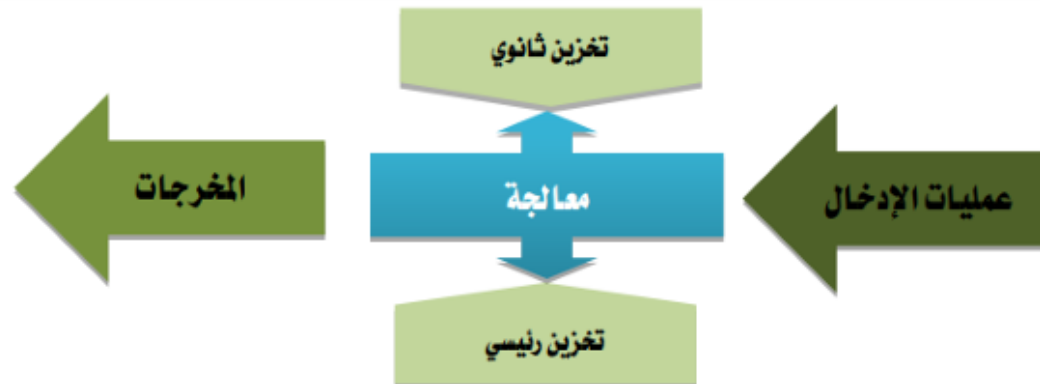 تخزين ثانوي
عمليات الإدخال
معالجة
المخرجات
تخزين رئيسي